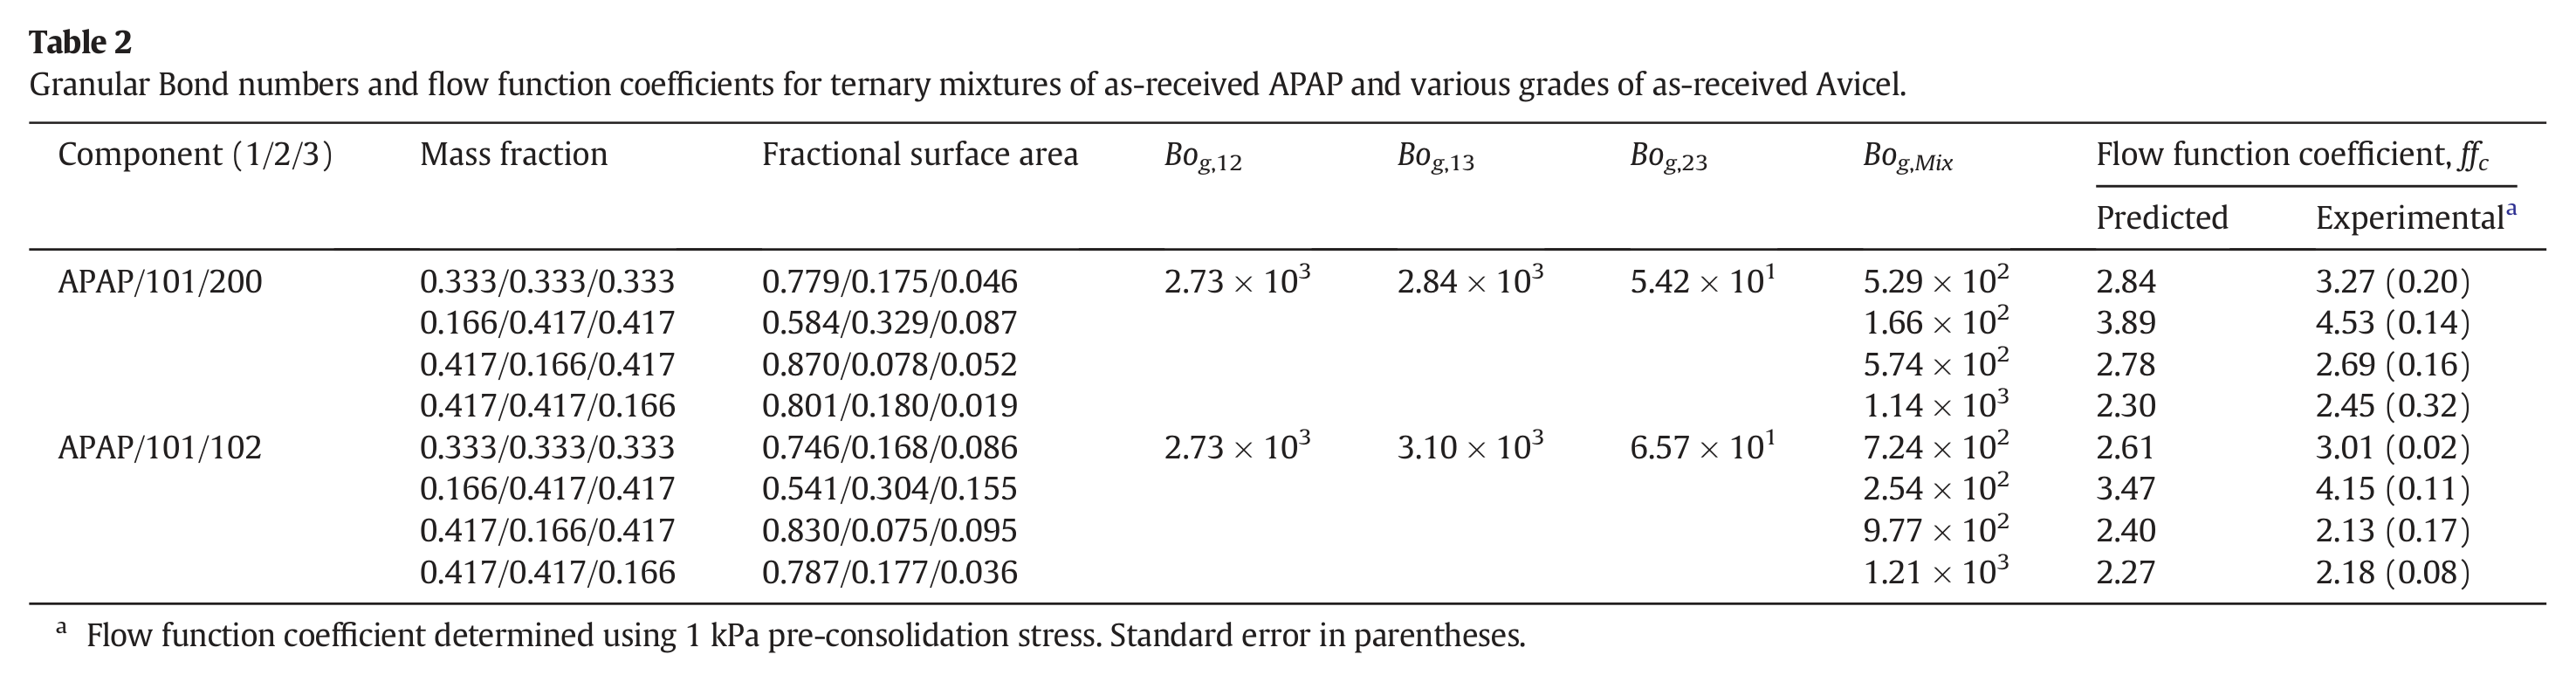 Table 2
Granular Bond numbers and flow function coefficients for ternary mixtures of as-received APAP and various grades of as-received Avicel.
Component (1/2/3) Mass fraction Fractional surface area Bo_g,12 Bo_g,13 Bo_g,23 Bo_g,Mix Flow function coefficient, ff_c
Predicted Experimental^a
APAP/101/200 0.333/0.333/0.333 0.779/0.175/0.046 2.73 × 10³ 2.84 × 10³ 5.42 × 10¹ 5.29 × 10² 2.84 3.27 (0.20)
0.166/0.417/0.417 0.584/0.329/0.087 1.66 × 10² 3.89 4.53 (0.14)
0.417/0.166/0.417 0.870/0.078/0.052 5.74 × 10² 2.78 2.69 (0.16)
0.417/0.417/0.166 0.801/0.180/0.019 1.14 × 10³ 2.30 2.45 (0.32)
APAP/101/102 0.333/0.333/0.333 0.746/0.168/0.086 2.73 × 10³ 3.10 × 10³ 6.57 × 10¹ 7.24 × 10² 2.61 3.01 (0.02)
0.166/0.417/0.417 0.541/0.304/0.155 2.54 × 10² 3.47 4.15 (0.11)
0.417/0.166/0.417 0.830/0.075/0.095 9.77 × 10² 2.40 2.13 (0.17)
0.417/0.417/0.166 0.787/0.177/0.036 1.21 × 10³ 2.27 2.18 (0.08)
a Flow function coefficient determined using 1 kPa pre-consolidation stress. Standard error in parentheses.